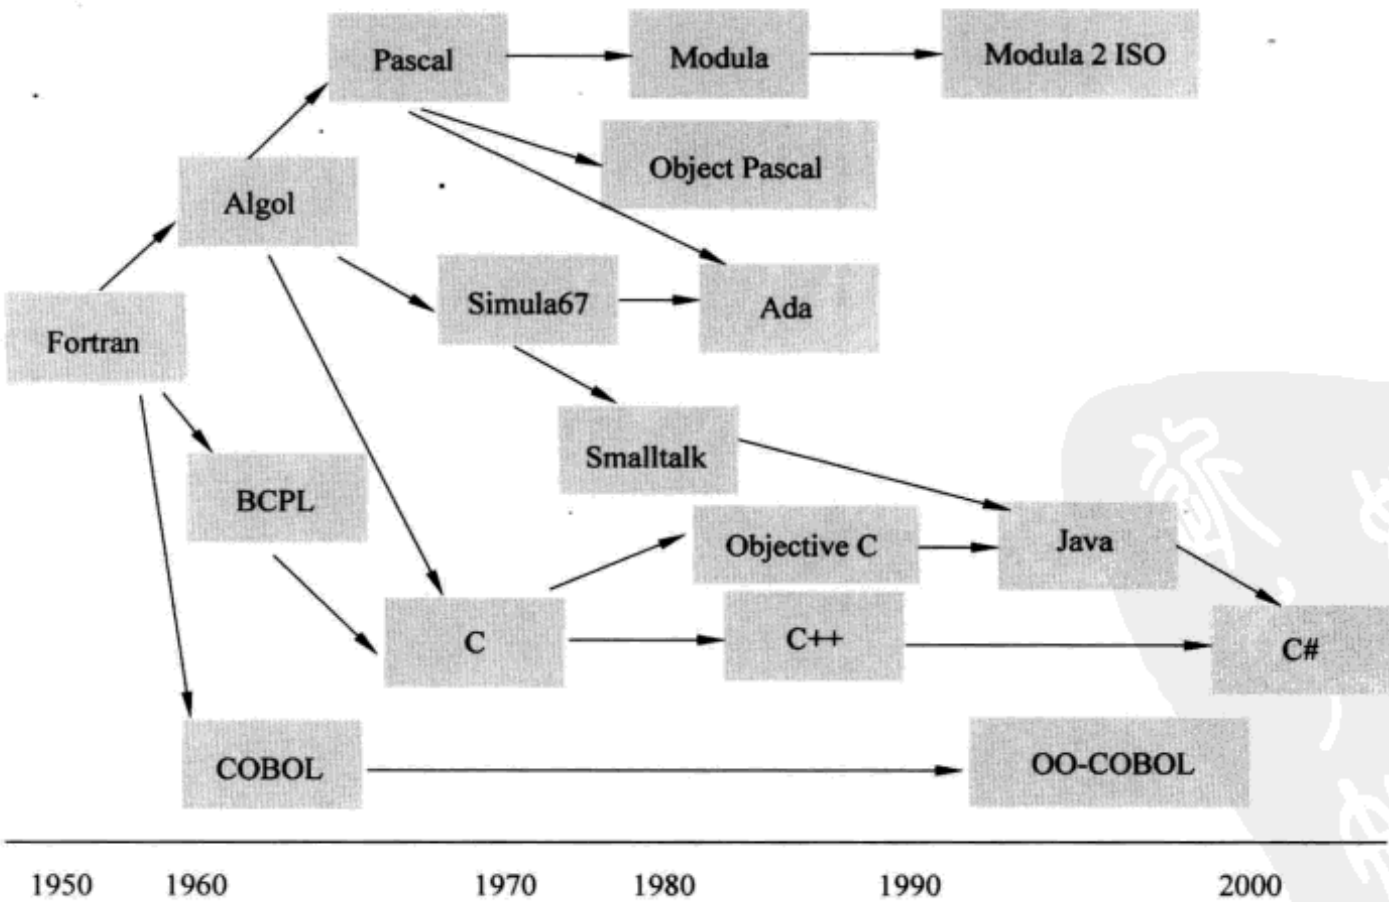 Pascal
Modula
Modula 2 ISO
Object Pascal
Algol
Simula67
Ada
Fortran
Smalltalk
BCPL
Objective C
Java
C
C++
C#
COBOL
OO-COBOL
1950 1960 1970 1980 1990 2000